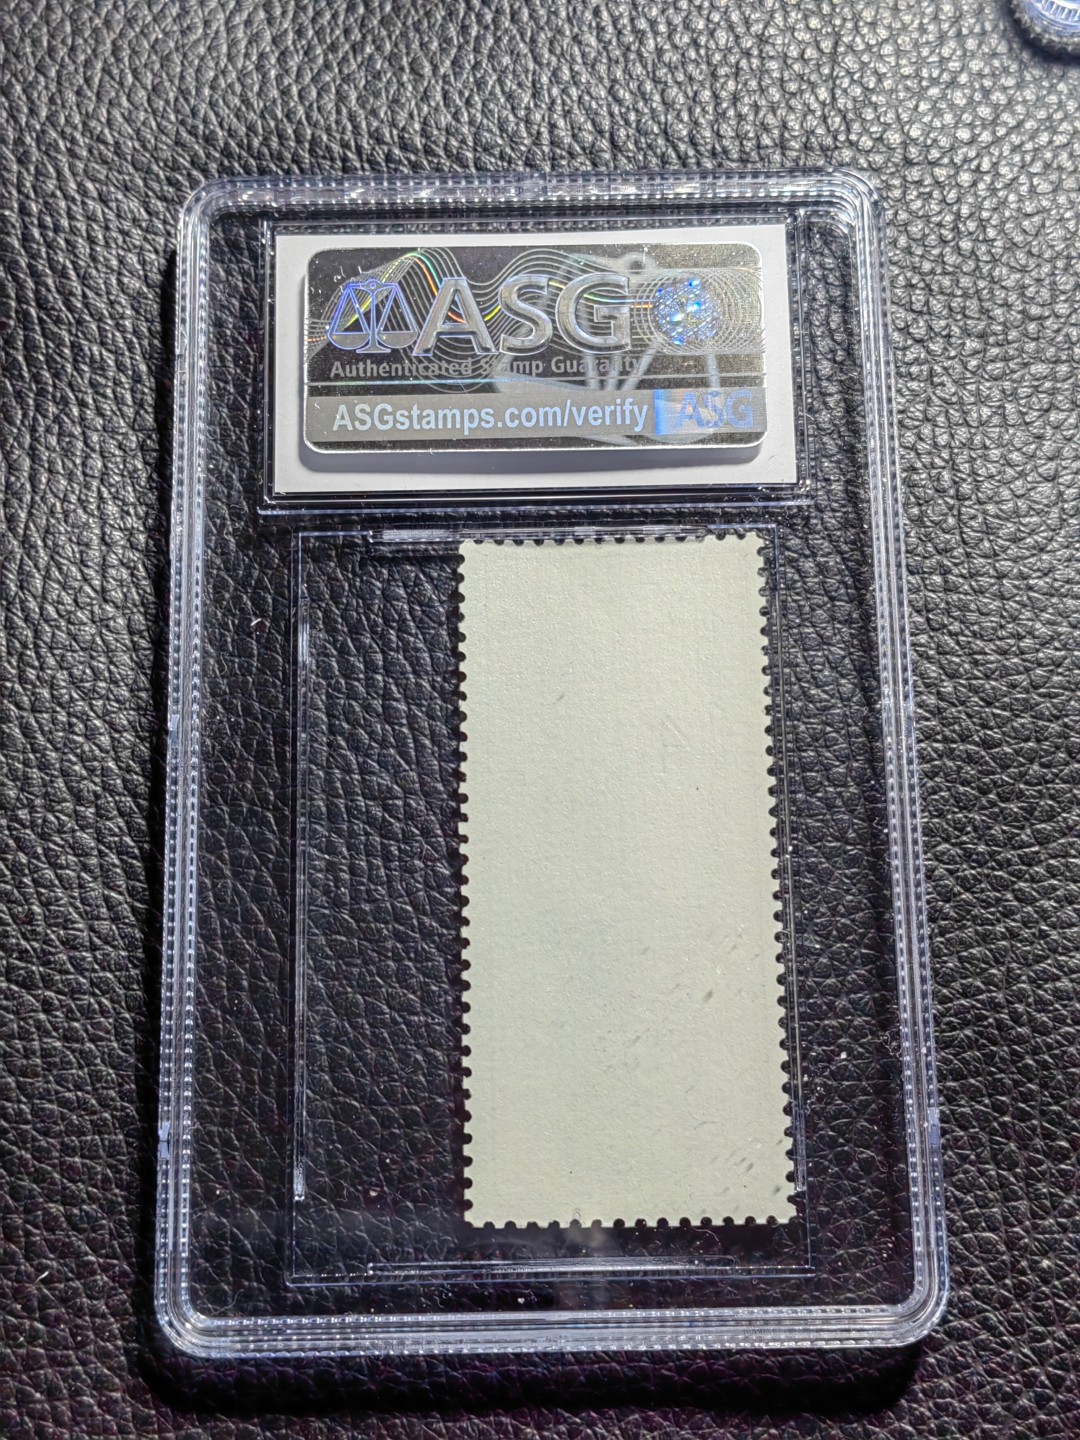 ASG
Authenticated Stamp Guaranty
ASGstamps.com/verify ASG